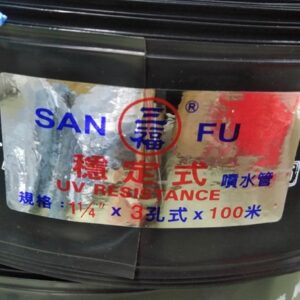 SAN 三福 ® FU
穩定式 噴水管
UV RESISTANCE
規格：1¼" x 3孔式 x 100米